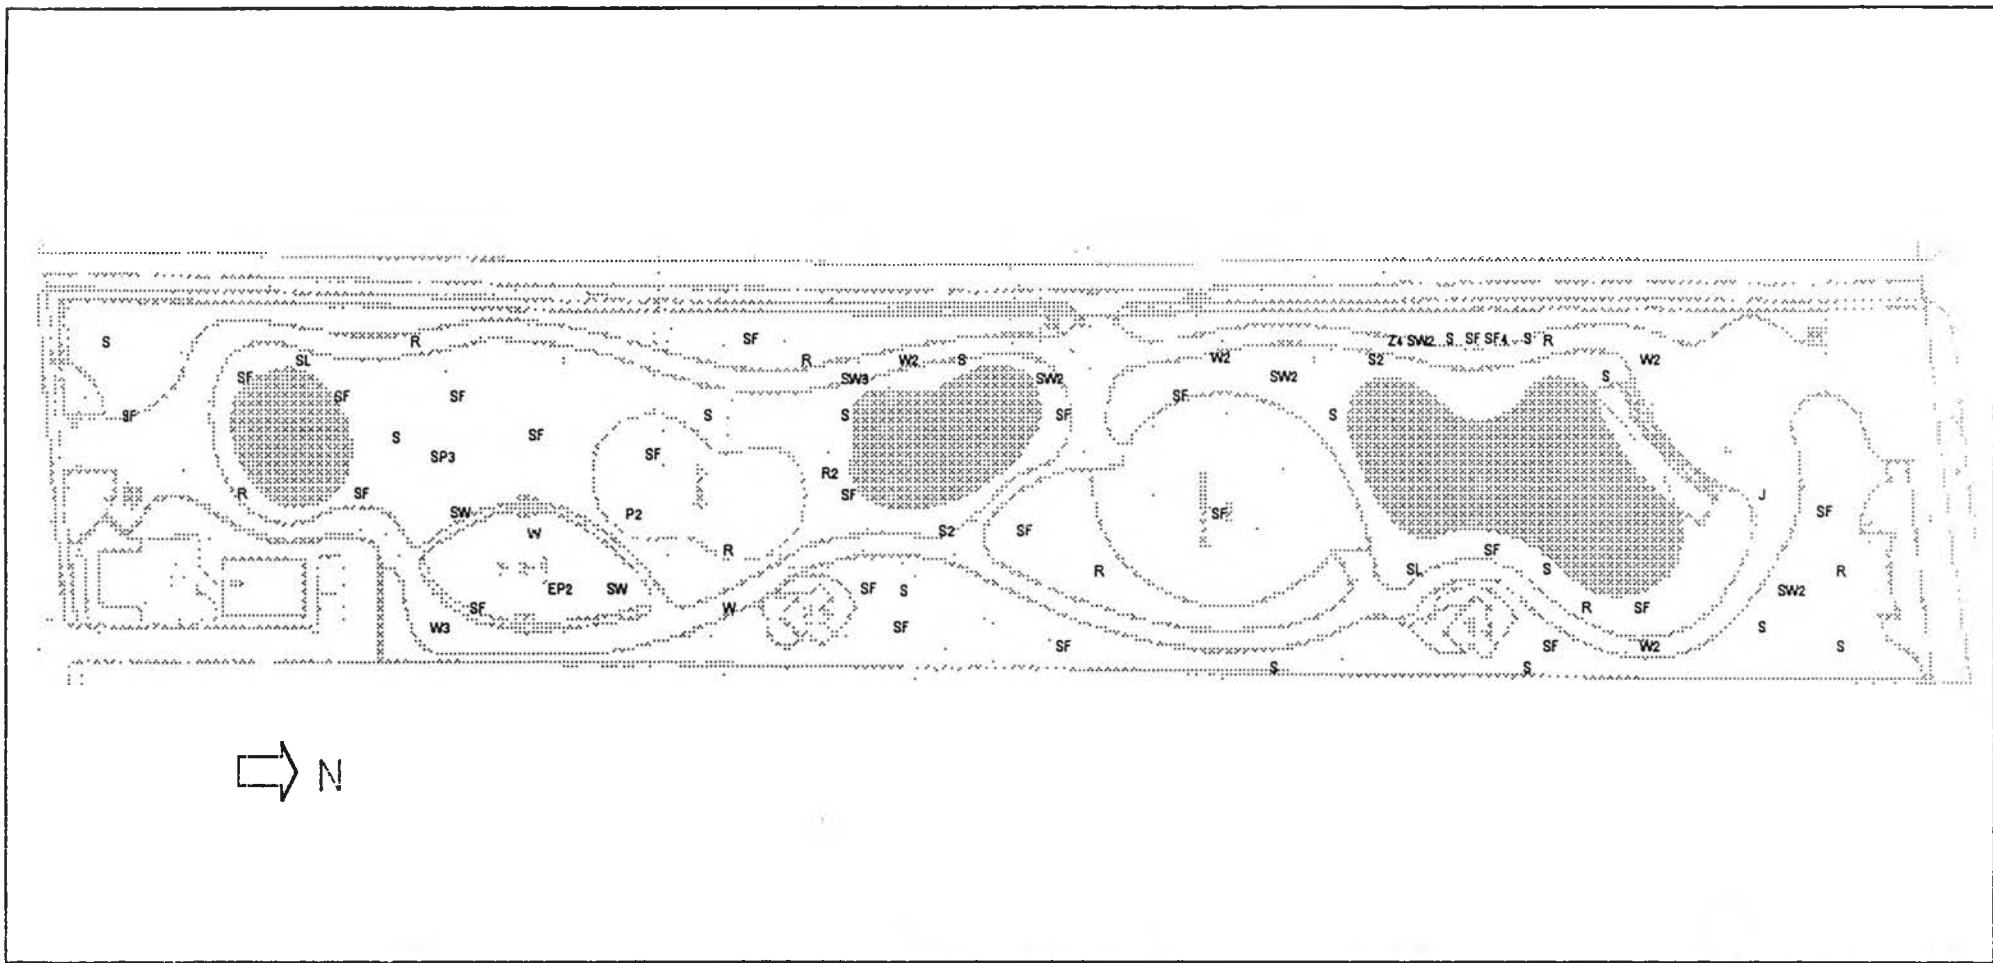 S R SF R W2 S W2 S2 Z4 SW2 S SF SF4 S R W2
SL SF SW3 SW2 SW2 S
SF SF SF SF
SF S S SF S
S SF SF SP3
R2
R SF SF J
SW P2 SF SF
W S2 SF
R SF
R SL S R
EP2 SW SF S SW2
SF W R SF
W3 SF S
SF SF W2 S
S S
N